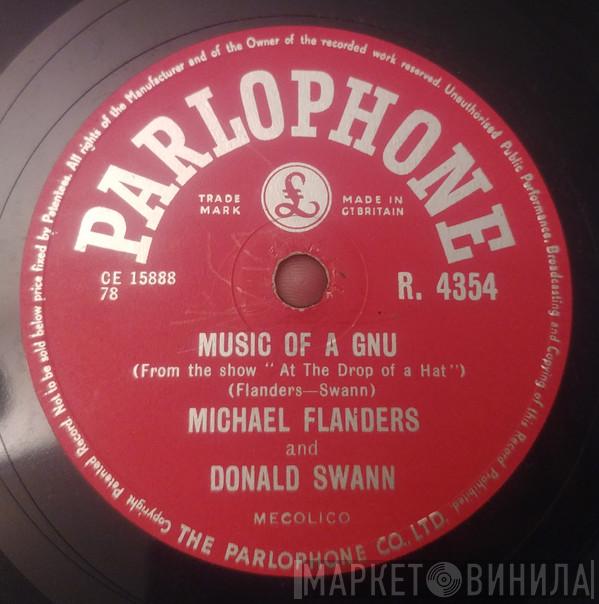 All rights of the Manufacturer and of the Owner of the recorded work reserved. Unauthorised Public Performance, Broadcasting and Copying of this Record Prohibited.
Copyright Patented Record. Not to be sold below price fixed by Patentees.
PARLOPHONE
TRADE MARK
£
MADE IN GT BRITAIN
CE 15888
78
R. 4354
MUSIC OF A GNU
(From the show "At The Drop of a Hat")
(Flanders—Swann)
MICHAEL FLANDERS
and
DONALD SWANN
MECOLICO
THE PARLOPHONE CO., LTD.
МАРКЕТ ВИНИЛА